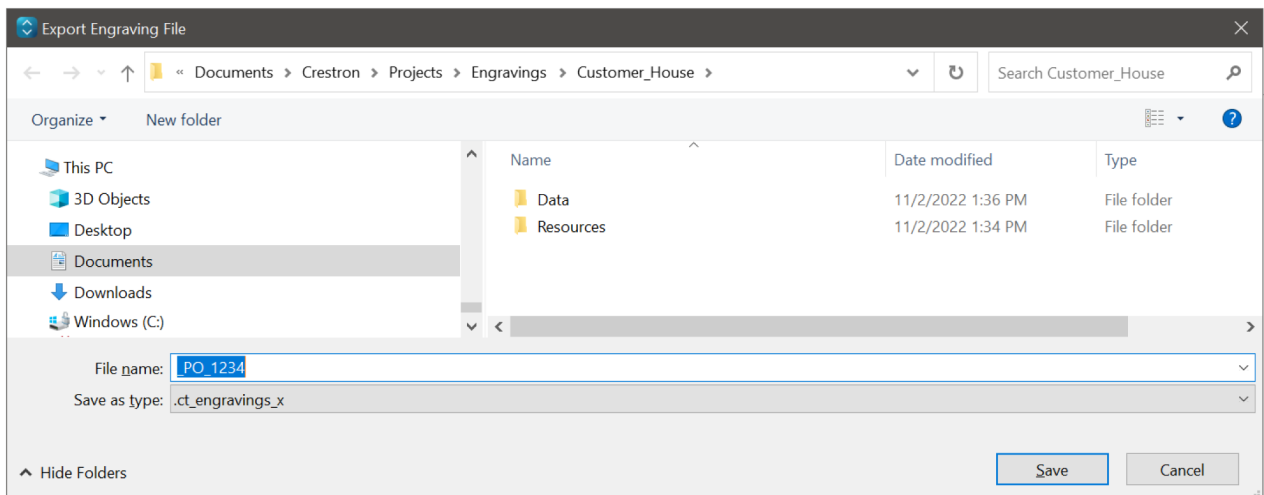 Export Engraving File
« Documents > Crestron > Projects > Engravings > Customer_House >
Search Customer_House
Organize
New folder
Name Date modified Type
This PC
3D Objects
Desktop
Documents
Downloads
Windows (C:)
Data 11/2/2022 1:36 PM File folder
Resources 11/2/2022 1:34 PM File folder
File name: _PO_1234
Save as type: .ct_engravings_x
Hide Folders
Save
Cancel